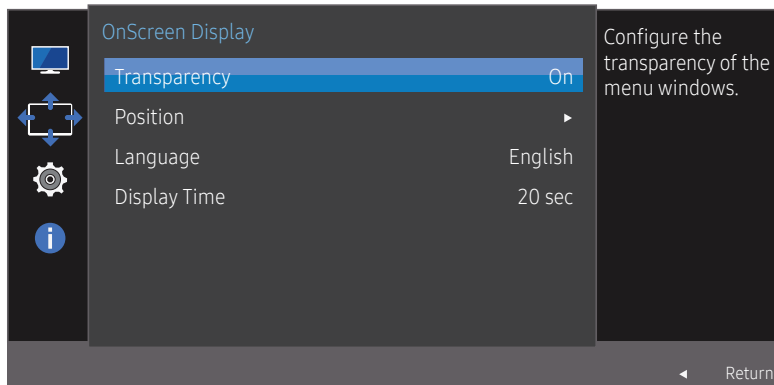 OnScreen Display
Transparency On
Position ▸
Language English
Display Time 20 sec
Configure the
transparency of the
menu windows.
◂ Return